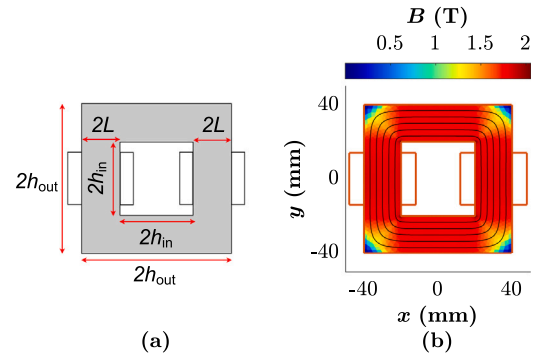 B (T)
0.5 1 1.5 2
2L 2L
2h_out
2h_in
2h_in
2h_out
(a)
40
0
-40
y (mm)
-40 0 40
x (mm)
(b)